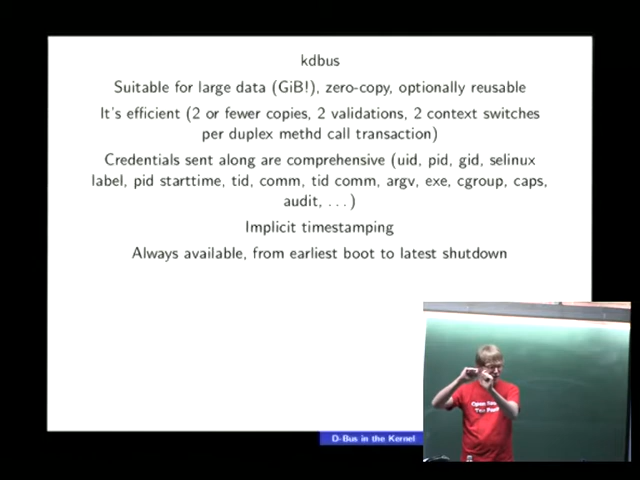 kdbus
Suitable for large data (GiB!), zero-copy, optionally reusable
It's efficient (2 or fewer copies, 2 validations, 2 context switches
per duplex methd call transaction)
Credentials sent along are comprehensive (uid, pid, gid, selinux
label, pid starttime, tid, comm, tid comm, argv, exe, cgroup, caps,
audit, . . . )
Implicit timestamping
Always available, from earliest boot to latest shutdown
D-Bus in the Kernel
Open